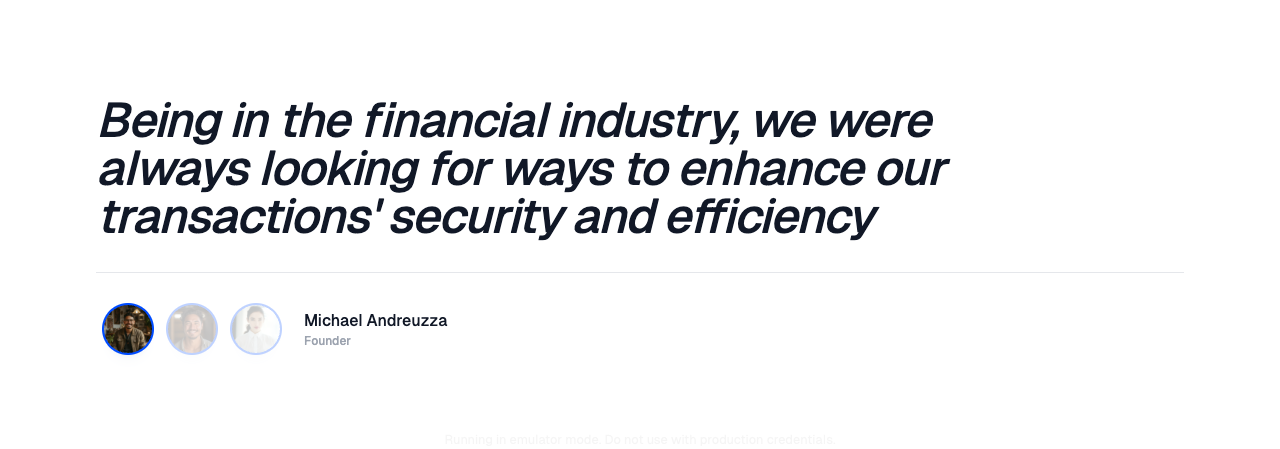 Being in the financial industry, we were
always looking for ways to enhance our
transactions' security and efficiency
Michael Andreuzza
Founder
Running in emulator mode. Do not use with production credentials.